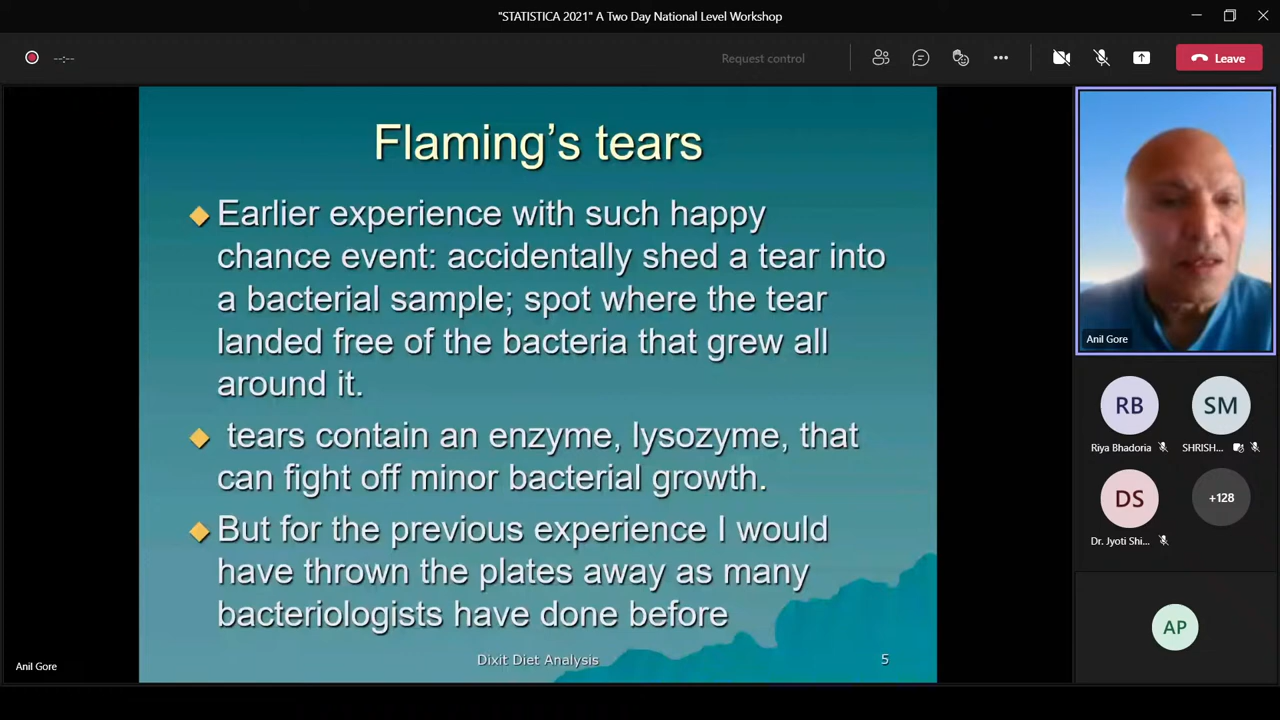 "STATISTICA 2021" A Two Day National Level Workshop
--:--
Request control
Leave
Flaming's tears
Earlier experience with such happy
chance event: accidentally shed a tear into
a bacterial sample; spot where the tear
landed free of the bacteria that grew all
around it.
tears contain an enzyme, lysozyme, that
can fight off minor bacterial growth.
But for the previous experience I would
have thrown the plates away as many
bacteriologists have done before
Dixit Diet Analysis
5
Anil Gore
Anil Gore
RB
SM
Riya Bhadoria
SHRISH...
DS
+128
Dr. Jyoti Shi...
AP